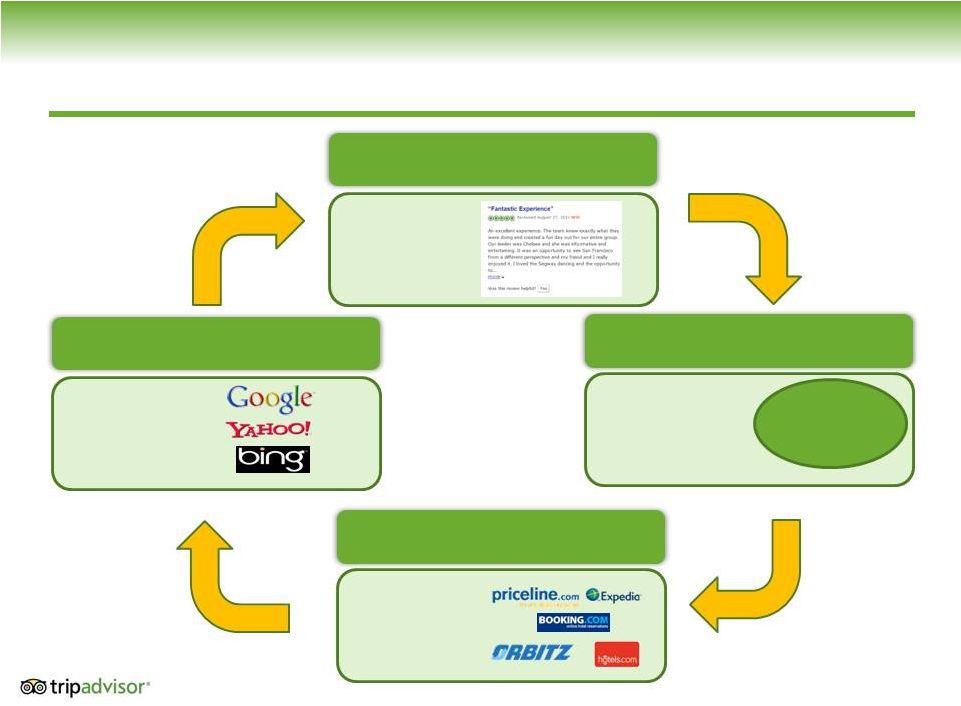 "Fantastic Experience"
Reviewed August 27, 2011 NEW
An excellent experience. The team knew exactly what they
were doing and created a fun day out for our entire group.
Our leader was Chelsea and she was informative and
entertaining. It was an opportunity to see San Francisco
from a different perspective and my friend and I really
enjoyed it. I loved the Segway dancing and the opportunity
to...
more
Was this review helpful? Yes
Google
YAHOO!
bing
priceline.com
Expedia
BOOKING.COM
online hotel reservations
ORBITZ
hotels.com
tripadvisor